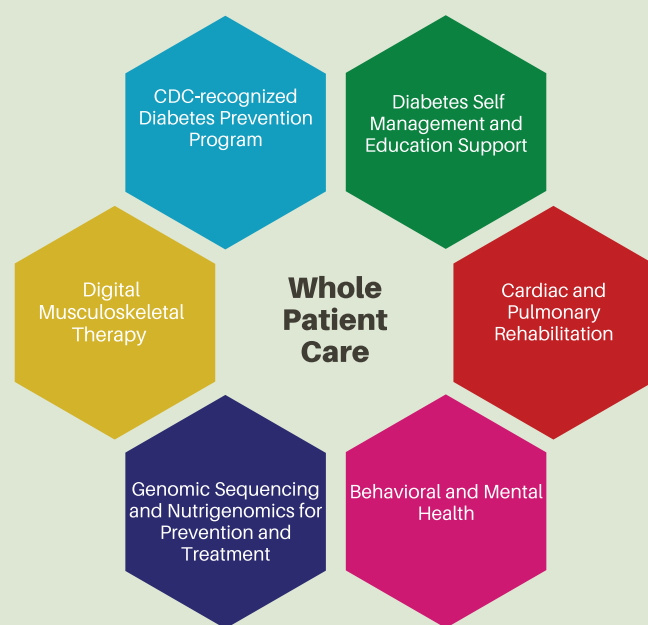 CDC-recognized
Diabetes Prevention
Program
Diabetes Self
Management and
Education Support
Digital
Musculoskeletal
Therapy
Whole
Patient
Care
Cardiac and
Pulmonary
Rehabilitation
Genomic Sequencing
and Nutrigenomics for
Prevention and
Treatment
Behavioral and Mental
Health